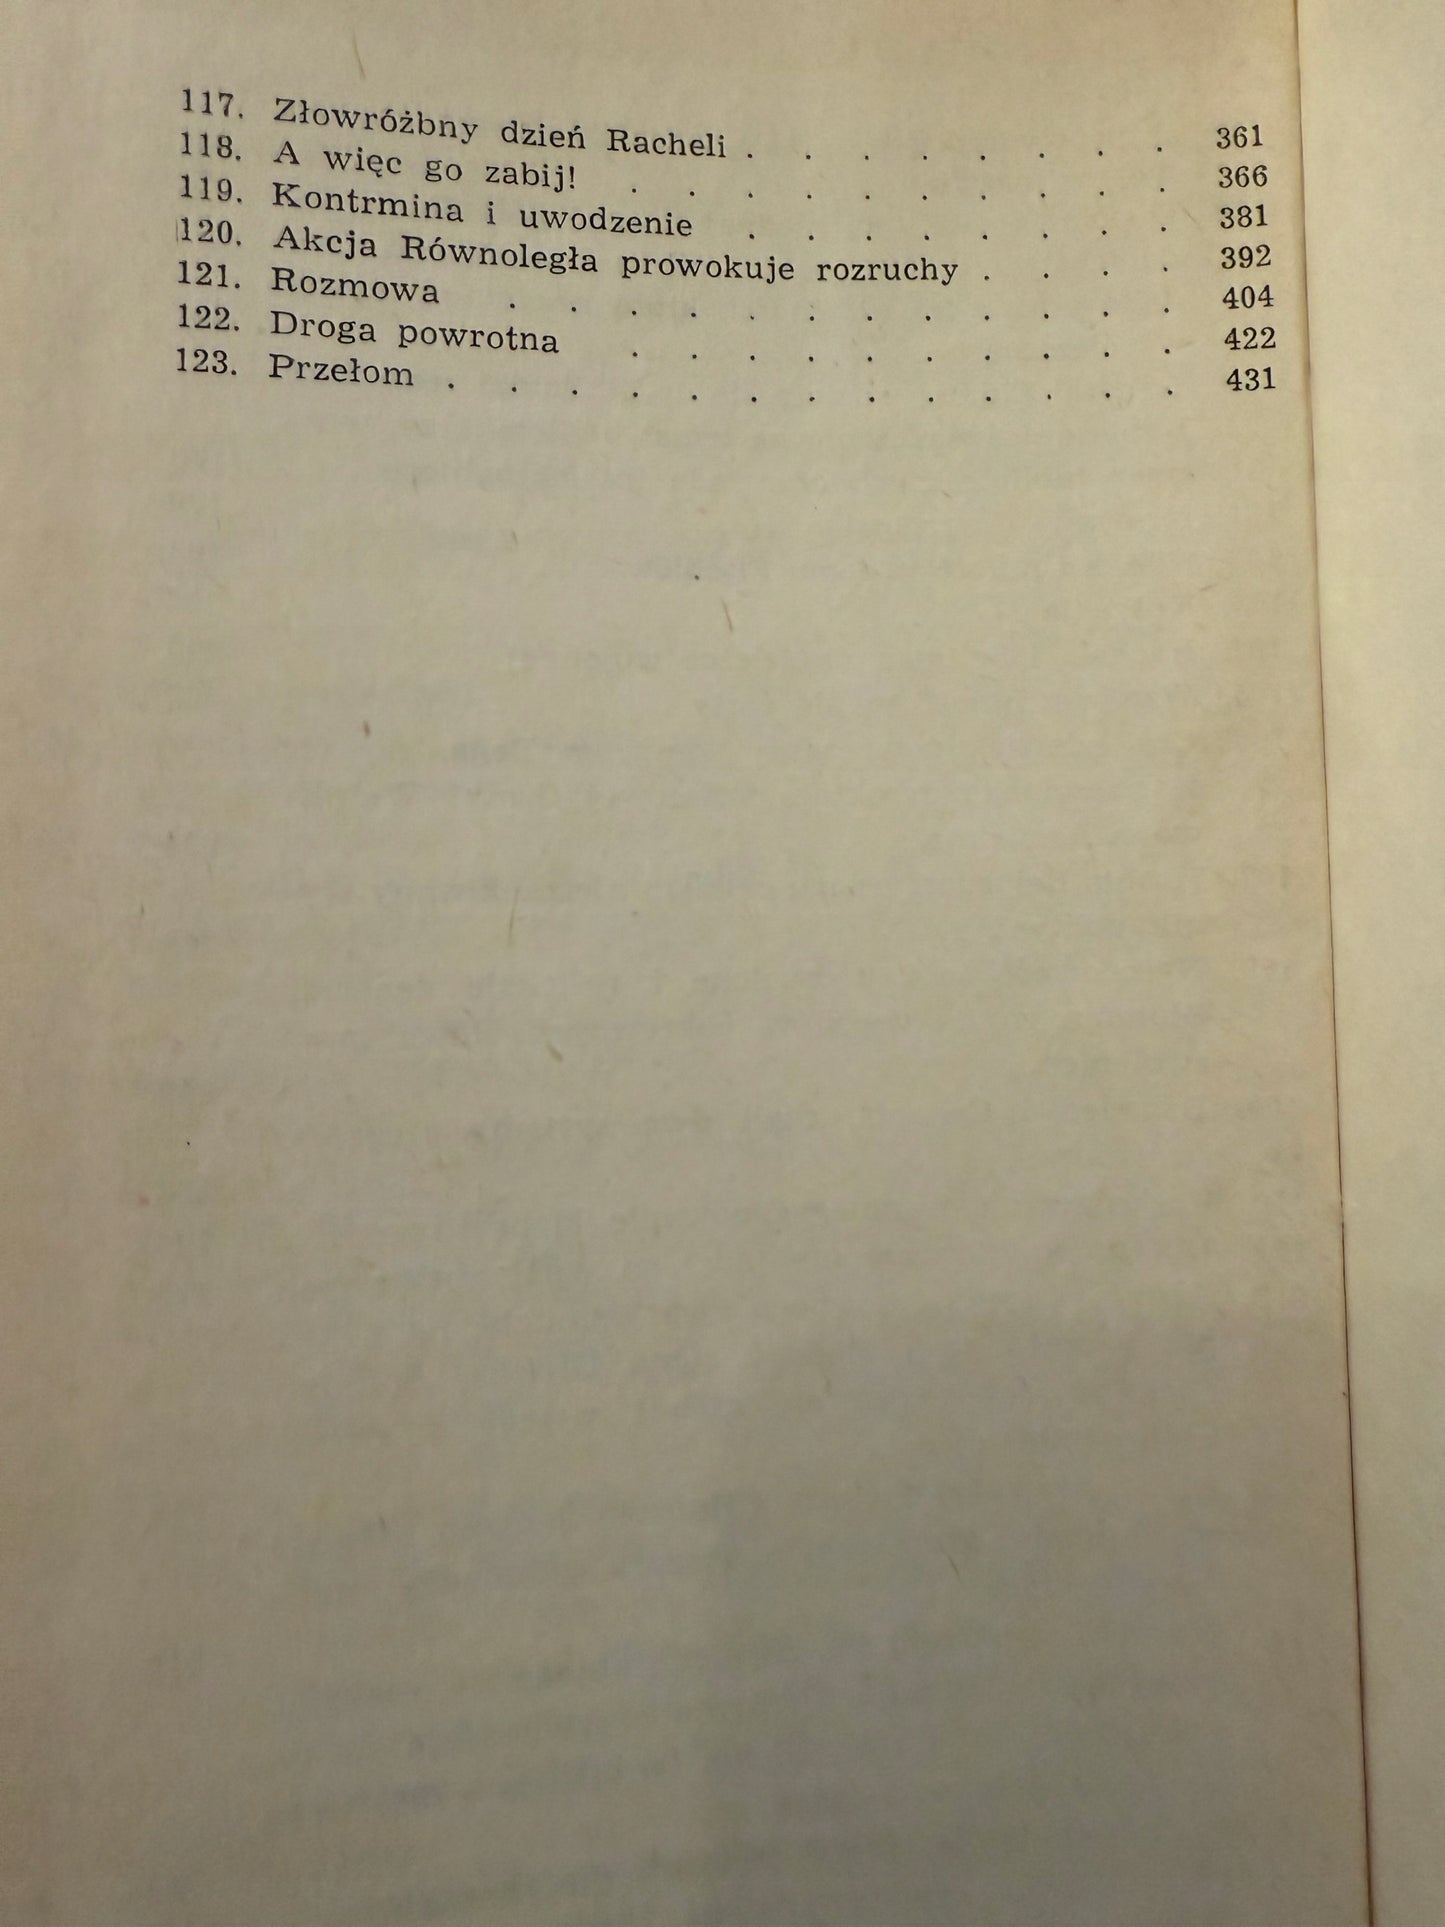 117. Złowróżbny dzień Racheli . . . . . . . . 361
118. A więc go zabij! . . . . . . . . . . 366
119. Kontrmina i uwodzenie . . . . . . . . 381
120. Akcja Równoległa prowokuje rozruchy . . . . 392
121. Rozmowa . . . . . . . . . . . . 404
122. Droga powrotna . . . . . . . . . . 422
123. Przełom . . . . . . . . . . . . . 431